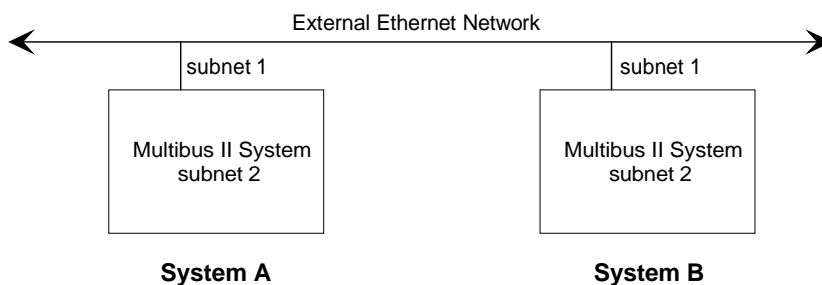 External Ethernet Network
subnet 1
subnet 1
Multibus II System
subnet 2
Multibus II System
subnet 2
System A
System B